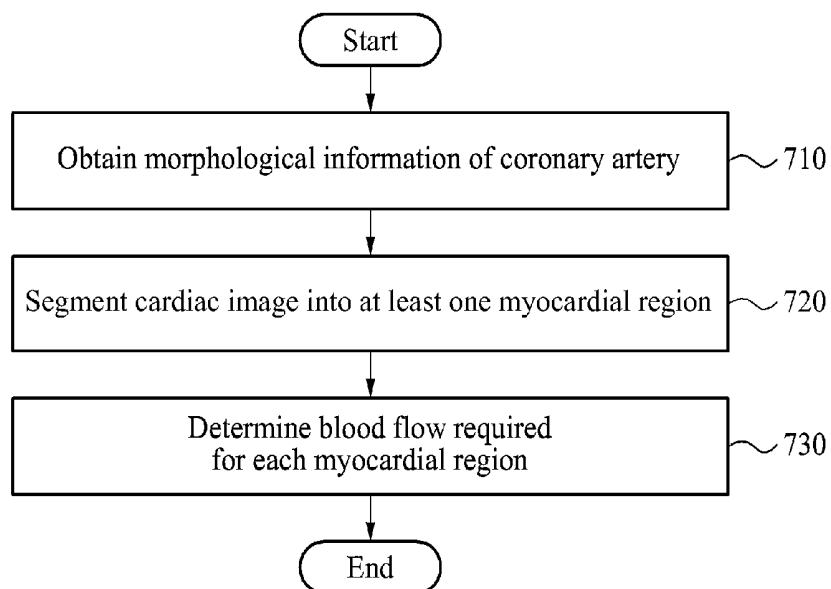 Start
Obtain morphological information of coronary artery
710
Segment cardiac image into at least one myocardial region
720
Determine blood flow required
for each myocardial region
730
End